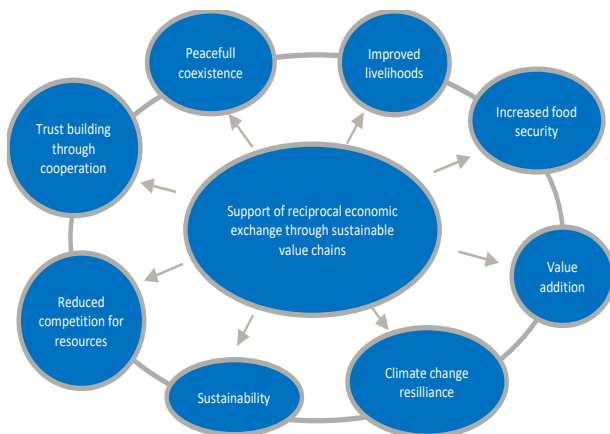 Peacefull
coexistence
Improved
livelihoods
Increased food
security
Trust building
through
cooperation
Support of reciprocal economic
exchange through sustainable
value chains
Value
addition
Reduced
competition for
resources
Climate change
resilliance
Sustainability